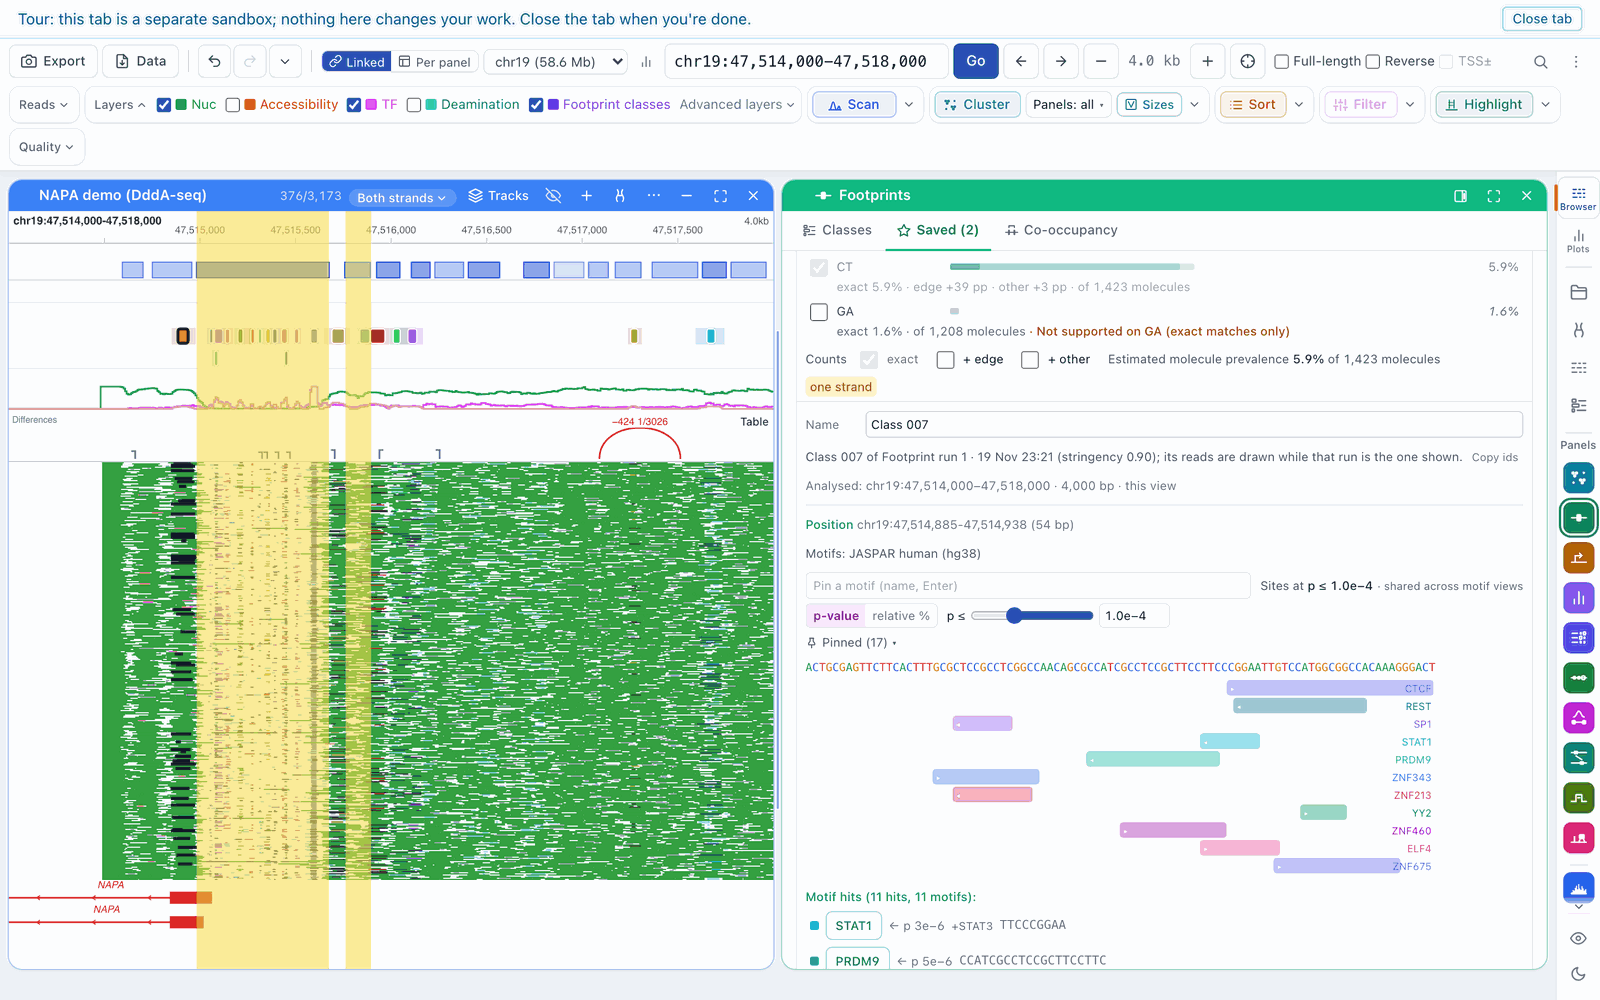 Tour: this tab is a separate sandbox; nothing here changes your work. Close the tab when you're done.
Close tab
Export
Data
Linked
Per panel
chr19 (58.6 Mb)
chr19:47,514,000–47,518,000
Go
4.0 kb
Full-length
Reverse
TSS±
Reads
Layers
Nuc
Accessibility
TF
Deamination
Footprint classes
Advanced layers
Scan
Cluster
Panels: all
Sizes
Sort
Filter
Highlight
Quality
NAPA demo (DddA-seq)
376/3,173
Both strands
Tracks
chr19:47,514,000-47,518,000
4.0kb
47,515,000
47,515,500
47,516,000
47,516,500
47,517,000
47,517,500
Differences
−424 1/3026
Table
NAPA
NAPA
Footprints
Classes
Saved (2)
Co-occupancy
CT
5.9%
exact 5.9% · edge +39 pp · other +3 pp · of 1,423 molecules
GA
1.6%
exact 1.6% · of 1,208 molecules · Not supported on GA (exact matches only)
Counts
exact
+ edge
+ other
Estimated molecule prevalence 5.9% of 1,423 molecules
one strand
Name
Class 007
Class 007 of Footprint run 1 · 19 Nov 23:21 (stringency 0.90); its reads are drawn while that run is the one shown.
Copy ids
Analysed: chr19:47,514,000–47,518,000 · 4,000 bp · this view
Position chr19:47,514,885-47,514,938 (54 bp)
Motifs: JASPAR human (hg38)
Pin a motif (name, Enter)
Sites at p ≤ 1.0e−4 · shared across motif views
p-value
relative %
p ≤
1.0e−4
Pinned (17)
ACTGCGAGTTCTTCACTTTGCGCTCCGCCTCGGCCAACAGCGCCATCGCCTCCGCTTCCTTCCCGGAATTGTCCATGGCGGCCACAAAGGGACT
CTCF
REST
SP1
STAT1
PRDM9
ZNF343
ZNF213
YY2
ZNF460
ELF4
ZNF675
Motif hits (11 hits, 11 motifs):
STAT1
← p 3e−6 +STAT3 TTCCCGGAA
PRDM9
← p 5e−6 CCATCGCCTCCGCTTCCTTC
Browser
Plots
Panels